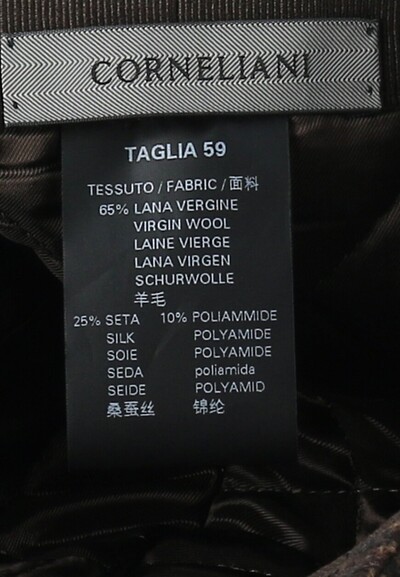 CORNELIANI
TAGLIA 59
TESSUTO / FABRIC / 面料
65% LANA VERGINE
VIRGIN WOOL
LAINE VIERGE
LANA VIRGEN
SCHURWOLLE
羊毛
25% SETA 10% POLIAMMIDE
SILK POLYAMIDE
SOIE POLYAMIDE
SEDA poliamida
SEIDE POLYAMID
桑蚕丝 锦纶